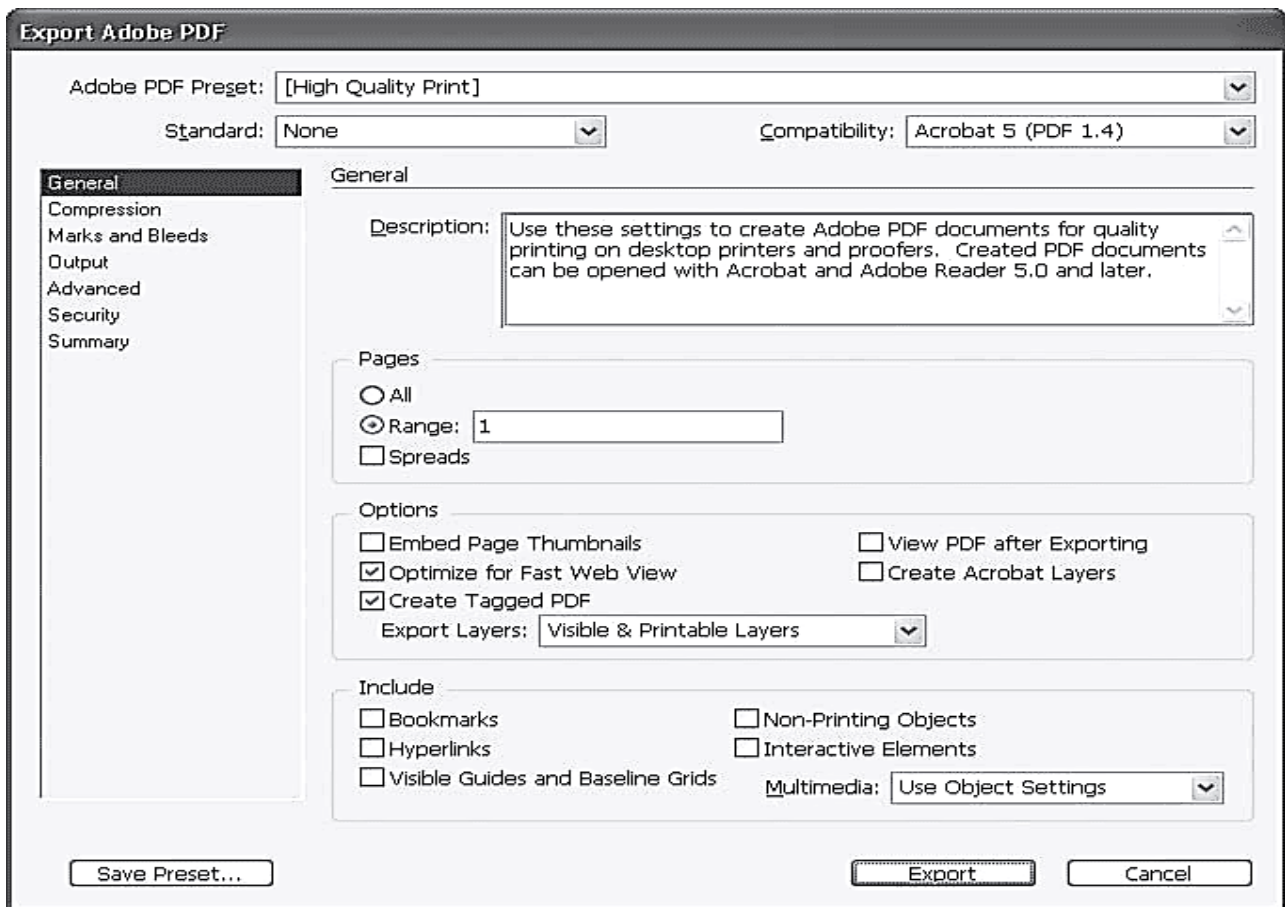 Export Adobe PDF
Adobe PDF Preset: [High Quality Print]
Standard: None
Compatibility: Acrobat 5 (PDF 1.4)
General
Compression
Marks and Bleeds
Output
Advanced
Security
Summary
General
Description: Use these settings to create Adobe PDF documents for quality
printing on desktop printers and proofers. Created PDF documents
can be opened with Acrobat and Adobe Reader 5.0 and later.
Pages
All
Range: 1
Spreads
Options
Embed Page Thumbnails
View PDF after Exporting
Optimize for Fast Web View
Create Acrobat Layers
Create Tagged PDF
Export Layers: Visible & Printable Layers
Include
Bookmarks
Non-Printing Objects
Hyperlinks
Interactive Elements
Visible Guides and Baseline Grids
Multimedia: Use Object Settings
Save Preset...
Export
Cancel